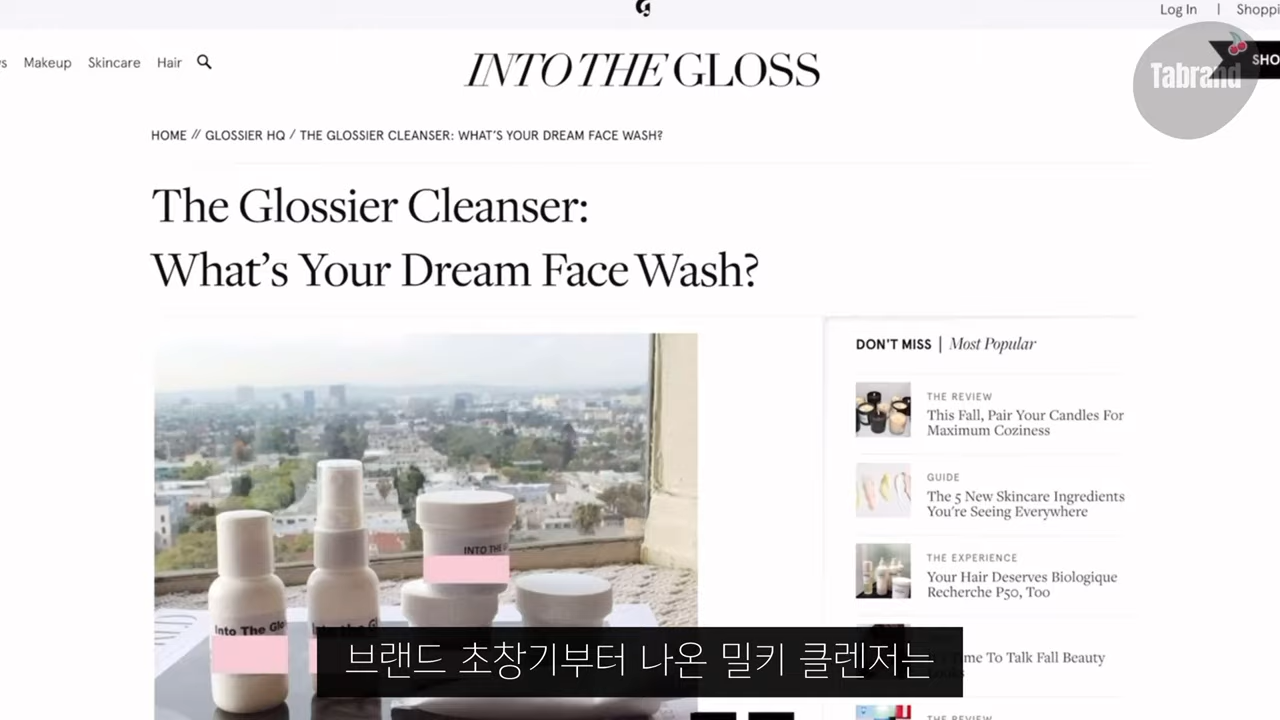 Log In | Shoppi
Makeup Skincare Hair
INTO THE GLOSS
SHO
Tabrand
HOME // GLOSSIER HQ / THE GLOSSIER CLEANSER: WHAT'S YOUR DREAM FACE WASH?
The Glossier Cleanser:
What's Your Dream Face Wash?
DON'T MISS | Most Popular
THE REVIEW
This Fall, Pair Your Candles For
Maximum Coziness
GUIDE
The 5 New Skincare Ingredients
You're Seeing Everywhere
THE EXPERIENCE
Your Hair Deserves Biologique
Recherche P50, Too
Time To Talk Fall Beauty
THE REVIEW
INTO THE G
Into The Glo
Into the G
브랜드 초창기부터 나온 밀키 클렌저는